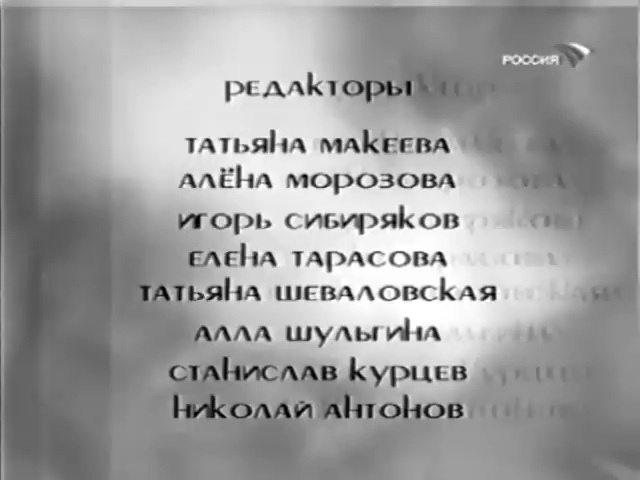 РОССИЯ
редакторы
татьяна макеева
алёна морозова
игорь сибиряков
елена тарасова
татьяна шеваловская
алла шульгина
станислав курцев
николай антонов